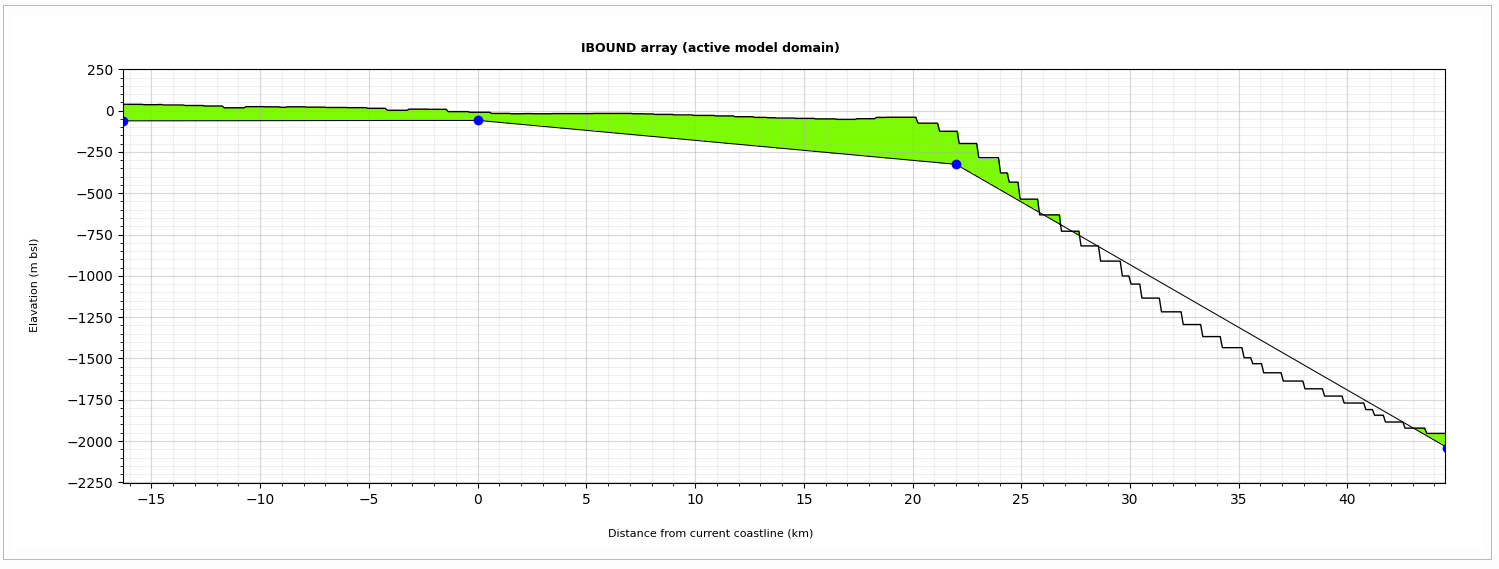 IBOUND array (active model domain)
250
0
−250
−500
−750
−1000
−1250
−1500
−1750
−2000
−2250
Elavation (m bsl)
−15 −10 −5 0 5 10 15 20 25 30 35 40
Distance from current coastline (km)